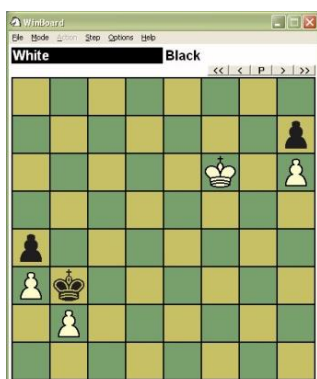 WinBoard
File Mode Action Step Options Help
White Black
<< < P > >>